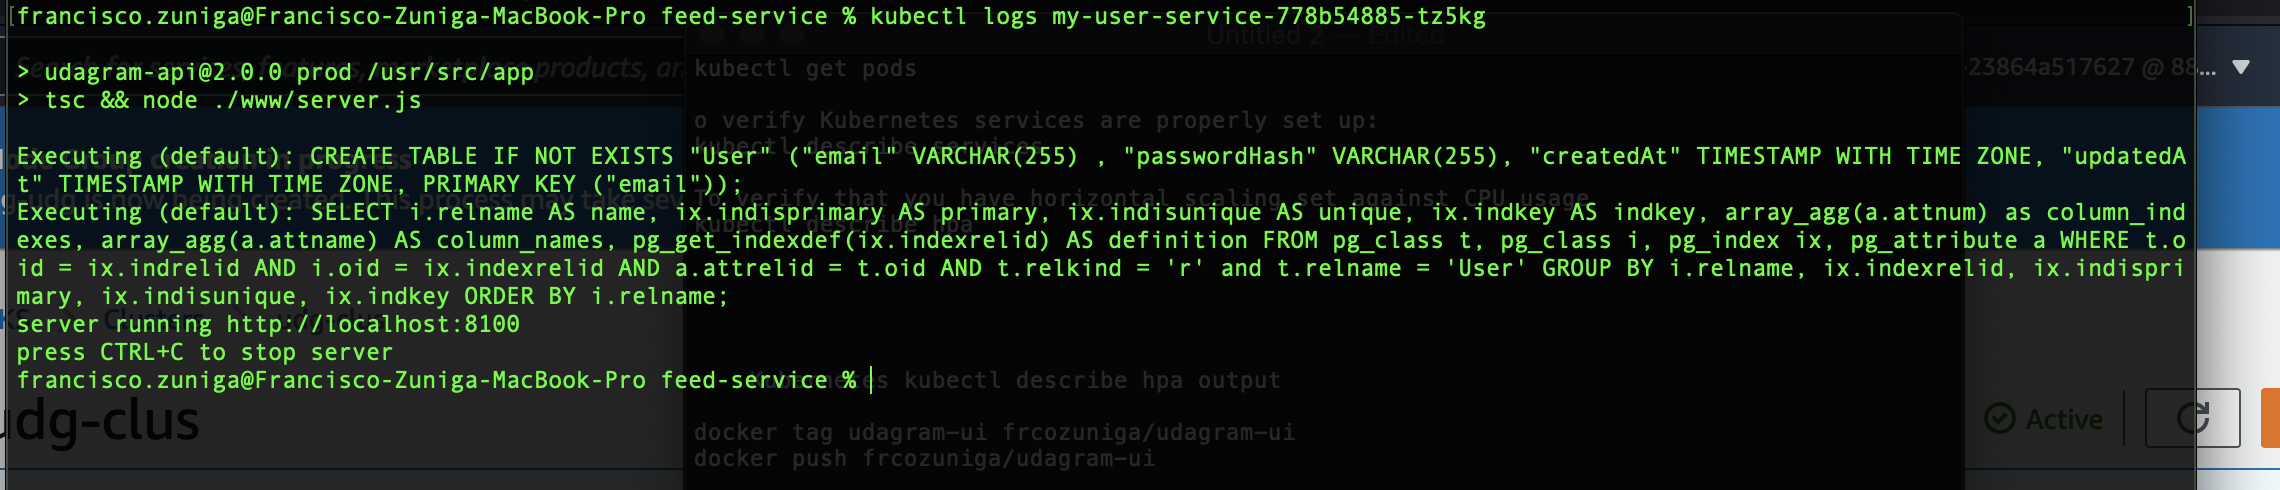 [francisco.zuniga@Francisco-Zuniga-MacBook-Pro feed-service % kubectl logs my-user-service-778b54885-tz5kg ]
Untitled 2 — Edited
> udagram-api@2.0.0 prod /usr/src/app
> tsc && node ./www/server.js
Executing (default): CREATE TABLE IF NOT EXISTS "User" ("email" VARCHAR(255) , "passwordHash" VARCHAR(255), "createdAt" TIMESTAMP WITH TIME ZONE, "updatedA
t" TIMESTAMP WITH TIME ZONE, PRIMARY KEY ("email"));
Executing (default): SELECT i.relname AS name, ix.indisprimary AS primary, ix.indisunique AS unique, ix.indkey AS indkey, array_agg(a.attnum) as column_ind
exes, array_agg(a.attname) AS column_names, pg_get_indexdef(ix.indexrelid) AS definition FROM pg_class t, pg_class i, pg_index ix, pg_attribute a WHERE t.o
id = ix.indrelid AND i.oid = ix.indexrelid AND a.attrelid = t.oid AND t.relkind = 'r' and t.relname = 'User' GROUP BY i.relname, ix.indexrelid, ix.indispri
mary, ix.indisunique, ix.indkey ORDER BY i.relname;
server running http://localhost:8100
press CTRL+C to stop server
francisco.zuniga@Francisco-Zuniga-MacBook-Pro feed-service %
kubectl get pods
o verify Kubernetes services are properly set up:
kubectl describe services
To verify that you have horizontal scaling set against CPU usage
kubectl describe hpa
Kubernetes kubectl describe hpa output
docker tag udagram-ui frcozuniga/udagram-ui
docker push frcozuniga/udagram-ui
23864a517627 @ 88... ▼
Clusters
udg-clus
Active